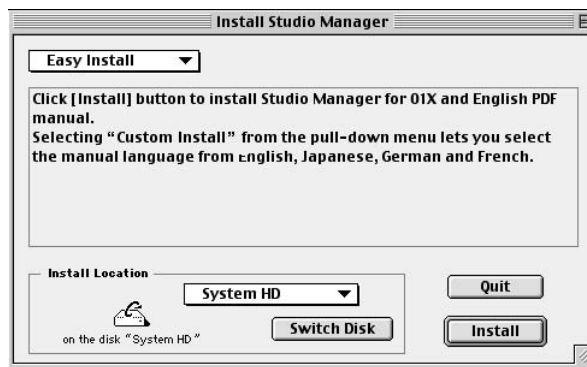 Install Studio Manager
Easy Install
Click [Install] button to install Studio Manager for 01X and English PDF
manual.
Selecting “Custom Install” from the pull-down menu lets you select
the manual language from English, Japanese, German and French.
Install Location
System HD
Quit
on the disk “System HD”
Switch Disk
Install